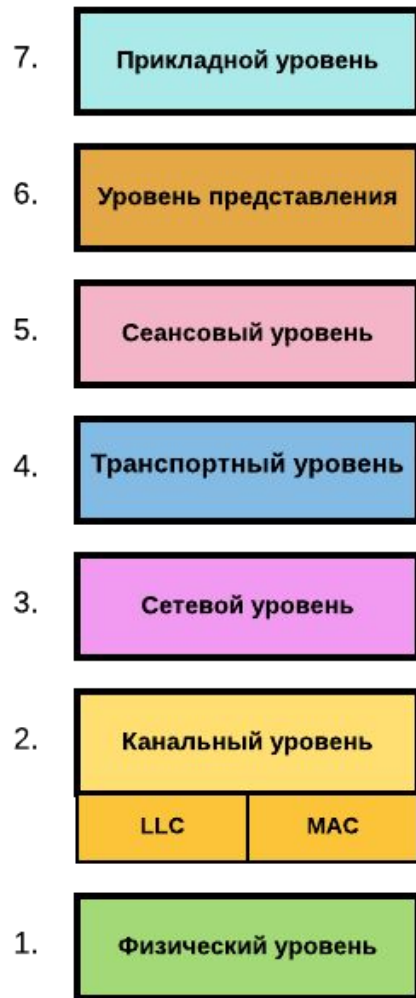 7. Прикладной уровень
6. Уровень представления
5. Сеансовый уровень
4. Транспортный уровень
3. Сетевой уровень
2. Канальный уровень
LLC MAC
1. Физический уровень